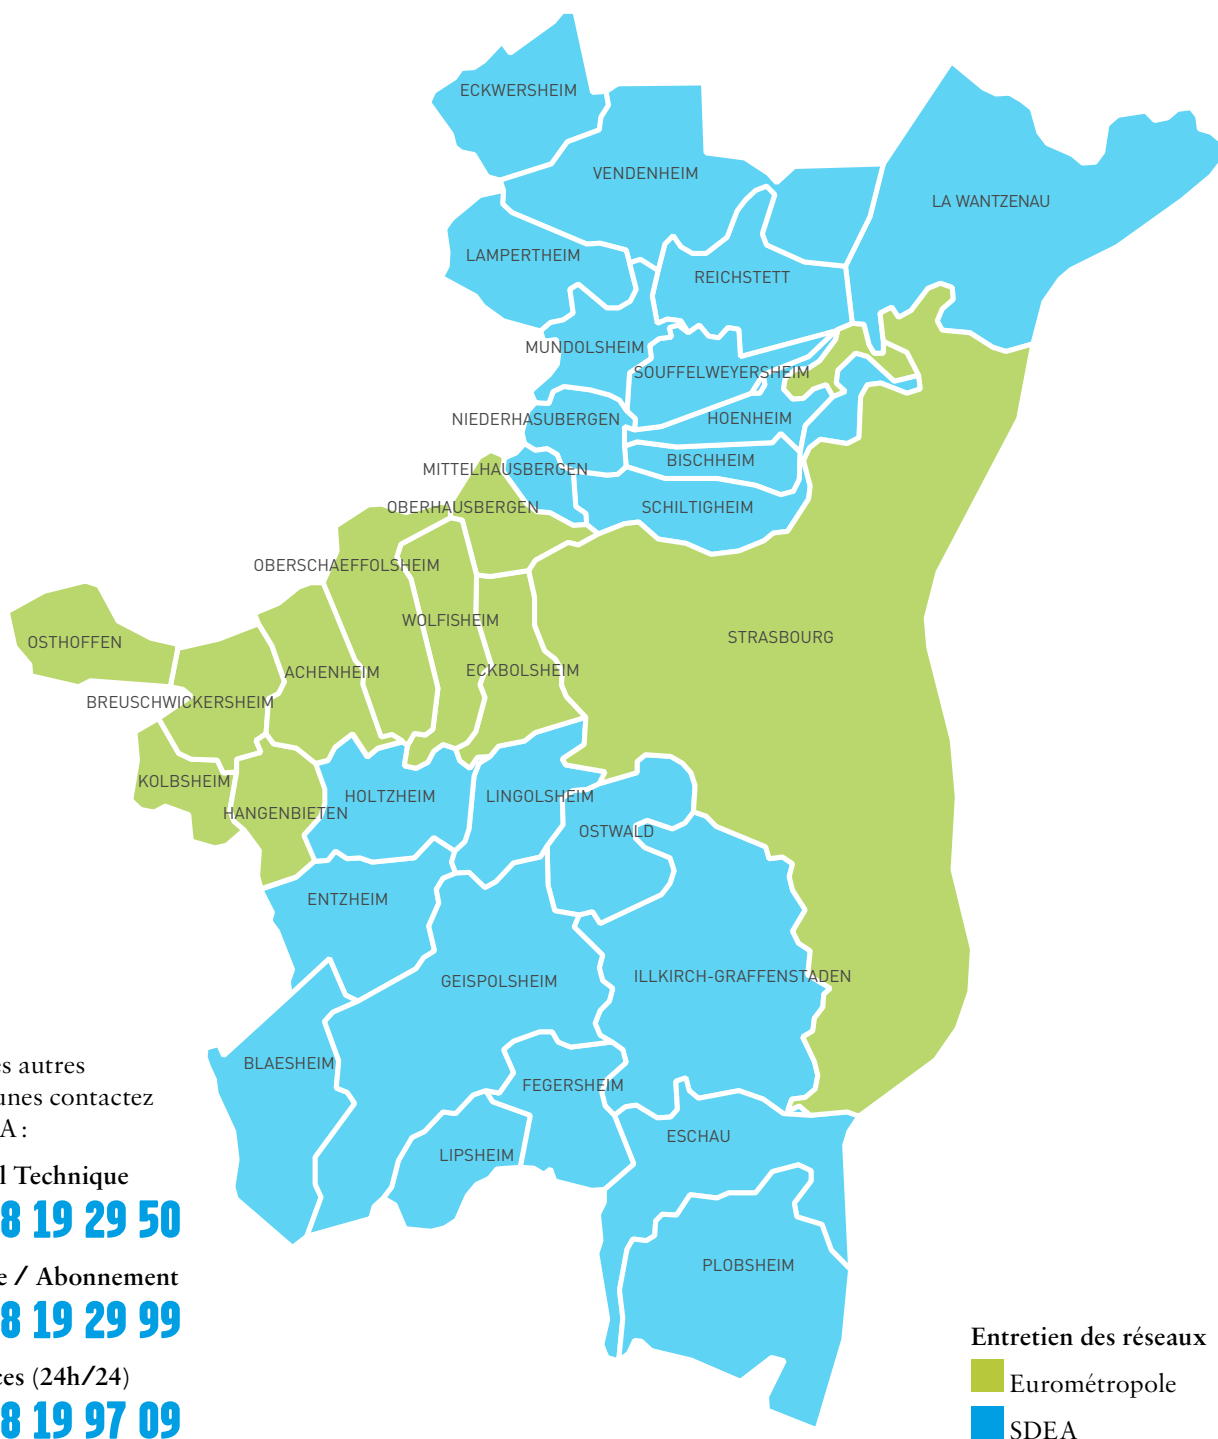 ECKWERSHEIM
VENDENHEIM
LA WANTZENAU
LAMPERTHEIM
REICHSTETT
MUNDOLSHEIM
SOUFFELWEYERSHEIM
NIEDERHASUBERGEN
HOENHEIM
MITTELHAUSBERGEN
BISCHHEIM
OBERHAUSBERGEN
SCHILTIGHEIM
OBERSCHAEFFOLSHEIM
WOLFISHEIM
OSTHOFFEN
STRASBOURG
ACHENHEIM
ECKBOLSHEIM
BREUSCHWICKERSHEIM
KOLBSHEIM
HOLTZHEIM
LINGOLSHEIM
HANGENBIETEN
OSTWALD
ENTZHEIM
GEISPOLSHEIM
ILLKIRCH-GRAFFENSTADEN
BLAESHEIM
FEGERSHEIM
ESCHAU
LIPSHEIM
PLOBSHEIM
es autres
unes contactez
A :
l Technique
8 19 29 50
e / Abonnement
8 19 29 99
ces (24h/24)
8 19 97 09
Entretien des réseaux
Eurométropole
SDEA